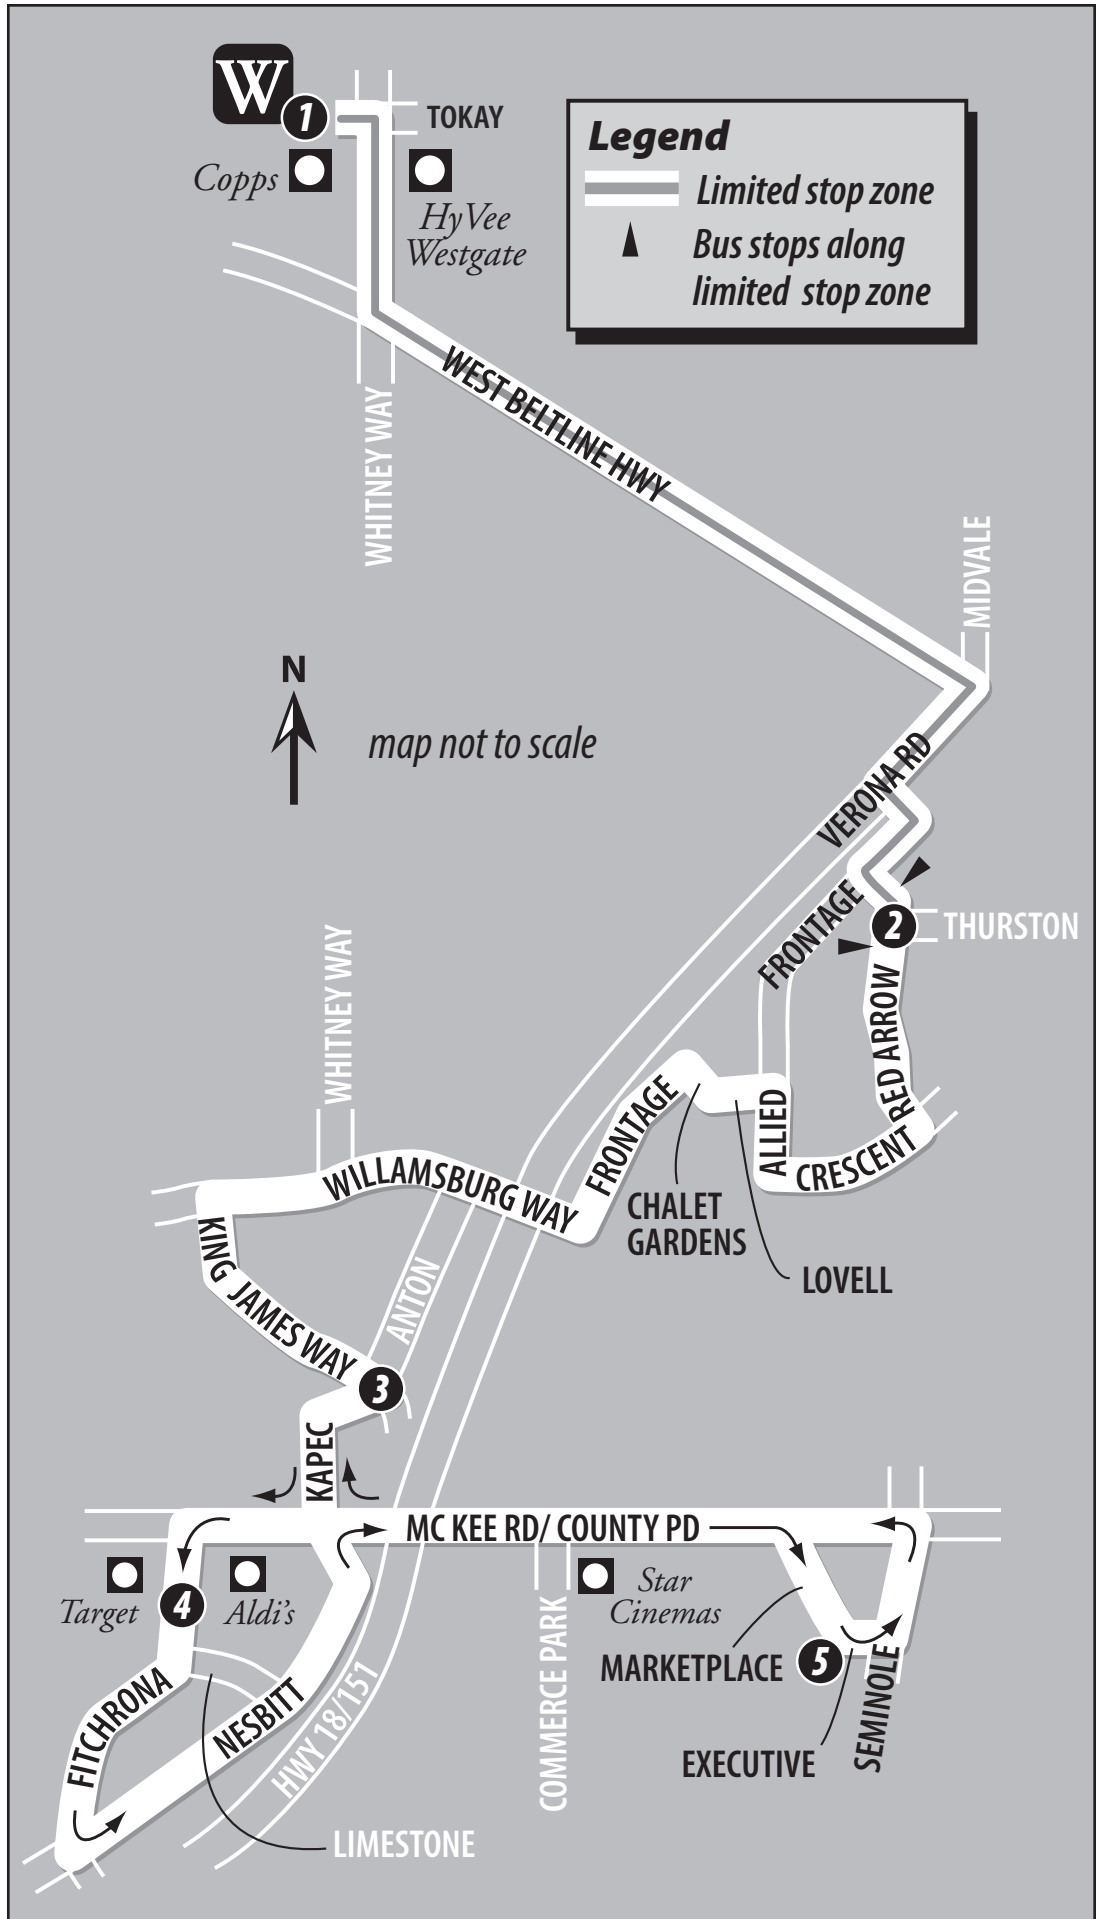 W
1
TOKAY
Copps
HyVee
Westgate
Legend
Limited stop zone
Bus stops along
limited stop zone
WEST BELTLINE HWY
WHITNEY WAY
MIDVALE
N
map not to scale
VERONA RD
FRONTAGE
2
THURSTON
RED ARROW
WHITNEY WAY
FRONTAGE
ALLIED
CRESCENT
WILLAMSBURG WAY
CHALET
GARDENS
LOVELL
KING JAMES WAY
ANTON
3
KAPEC
MC KEE RD/ COUNTY PD
Target
4
Aldi's
Star
Cinemas
COMMERCE PARK
MARKETPLACE
5
SEMINOLE
EXECUTIVE
FITCHRONA
NESBITT
HWY 18/151
LIMESTONE